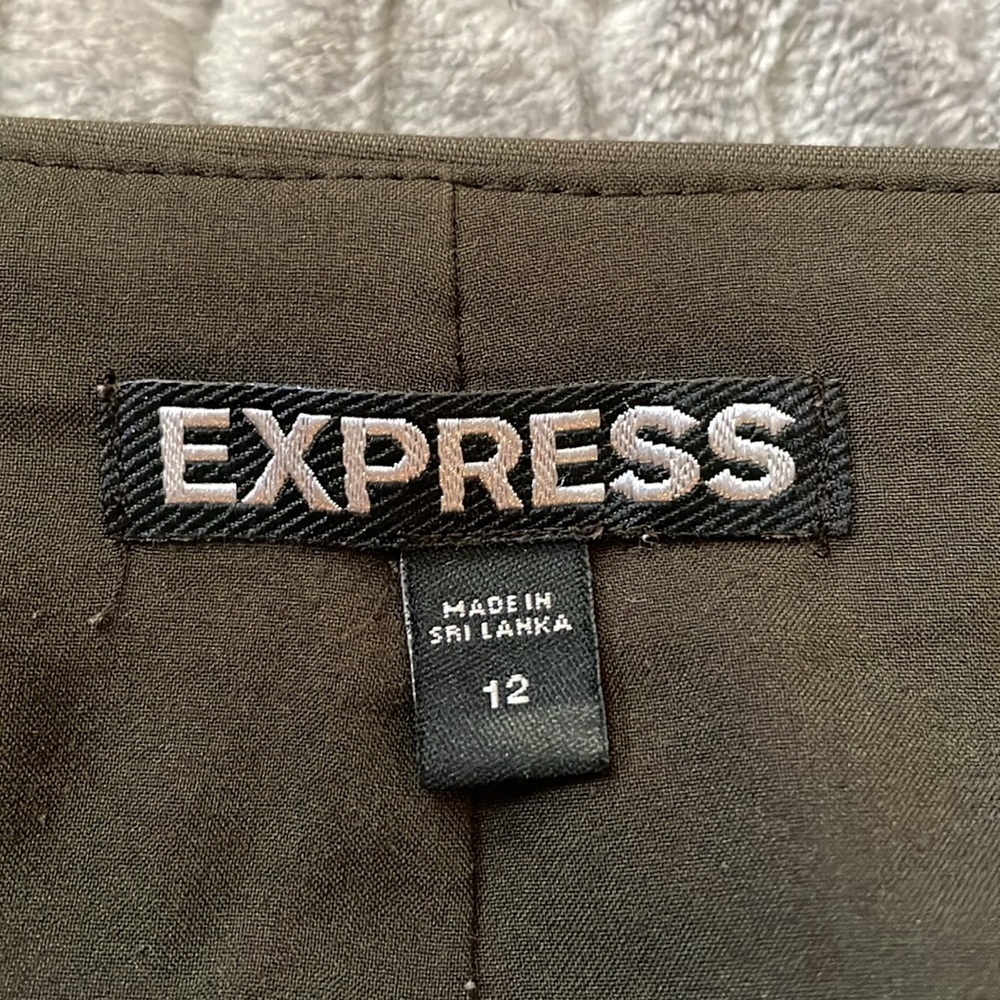 EXPRESS
MADE IN
SRI LANKA
12